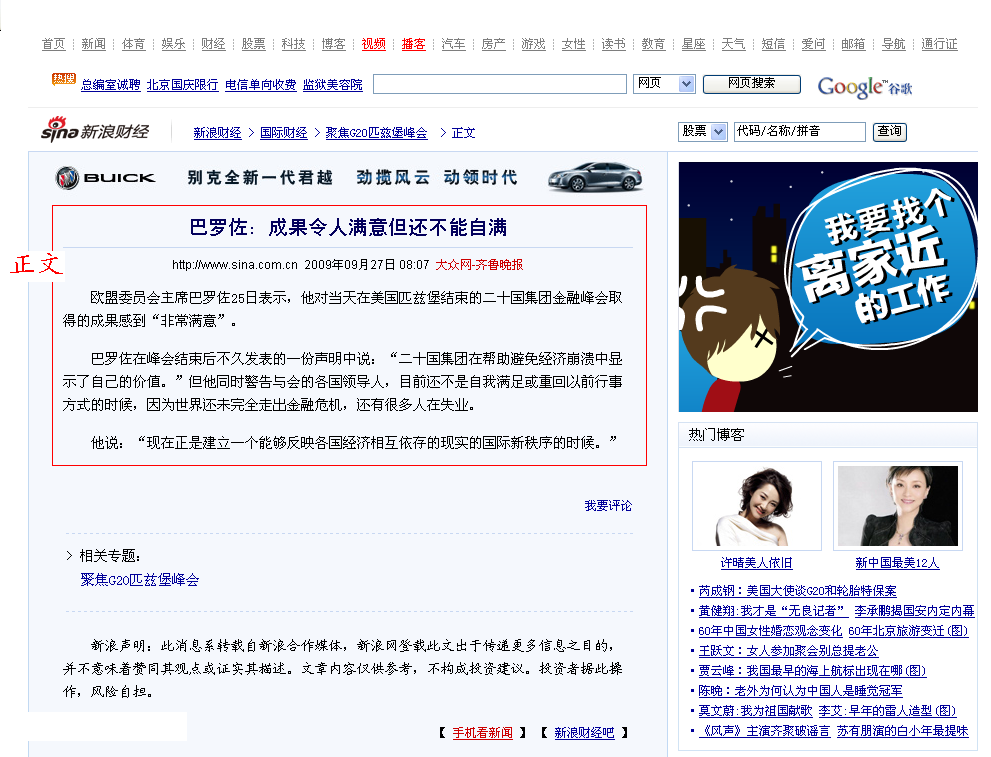 首页 新闻 体育 娱乐 财经 股票 科技 博客 视频 播客 汽车 房产 游戏 女性 读书 教育 星座 天气 短信 爱问 邮箱 导航 通行证
热搜 总编室诚聘 北京国庆限行 电信单向收费 监狱美容院 网页 网页搜索 Google™谷歌
sina新浪财经 新浪财经 > 国际财经 > 聚焦G20匹兹堡峰会 > 正文 股票 代码/名称/拼音 查询
BUICK 别克全新一代君越 劲揽风云 动领时代
巴罗佐：成果令人满意但还不能自满
正文
http://www.sina.com.cn 2009年09月27日 08:07 大众网-齐鲁晚报
欧盟委员会主席巴罗佐25日表示，他对当天在美国匹兹堡结束的二十国集团金融峰会取
得的成果感到“非常满意”。
巴罗佐在峰会结束后不久发表的一份声明中说：“二十国集团在帮助避免经济崩溃中显
示了自己的价值。”但他同时警告与会的各国领导人，目前还不是自我满足或重回以前行事
方式的时候，因为世界还未完全走出金融危机，还有很多人在失业。
他说：“现在正是建立一个能够反映各国经济相互依存的现实的国际新秩序的时候。”
我要评论
> 相关专题：
聚焦G20匹兹堡峰会
新浪声明：此消息系转载自新浪合作媒体，新浪网登载此文出于传递更多信息之目的，
并不意味着赞同其观点或证实其描述。文章内容仅供参考，不构成投资建议。投资者据此操
作，风险自担。
【 手机看新闻 】 【 新浪财经吧 】
我要找个
离家近
的工作
热门博客
许晴美人依旧 新中国最美12人
芮成钢：美国大使谈G20和轮胎特保案
黄健翔:我才是“无良记者” 李承鹏揭国安内定内幕
60年中国女性婚恋观念变化 60年北京旅游变迁(图)
王跃文：女人参加聚会别总提老公
贾云峰：我国最早的海上航标出现在哪(图)
陈晚：老外为何认为中国人是睡觉冠军
莫文蔚:我为祖国献歌 李艾:早年的雷人造型(图)
《风声》主演齐聚破谣言 苏有朋演的白小年最提味